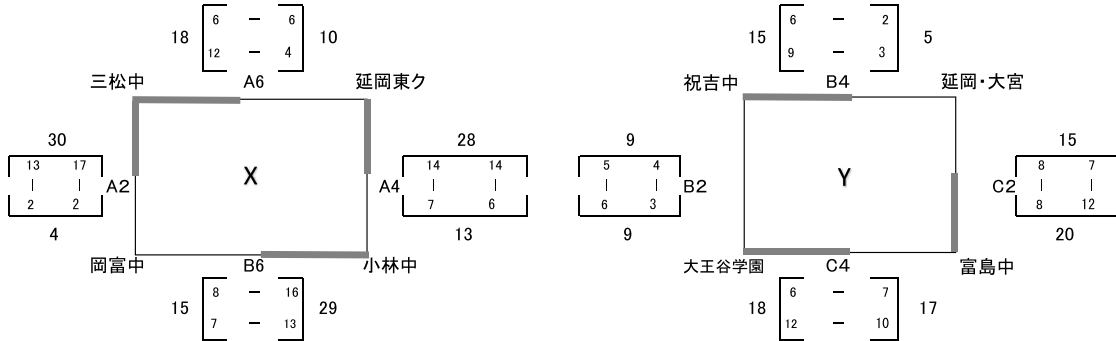 6 － 6
18 10
12 － 4
三松中 A6 延岡東ク
30
13 17
| |
2 2
4
A2
X
A4
28
14 14
| |
7 6
13
岡富中 B6 小林中
8 － 16
15 29
7 － 13
6 － 2
15 5
9 － 3
祝吉中 B4 延岡・大宮
9
5 4
| |
6 3
9
B2
Y
C2
15
8 7
| |
8 12
20
大王谷学園 C4 富島中
6 － 7
18 17
12 － 10